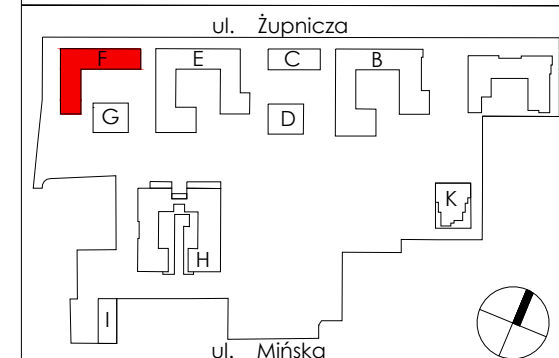 ul. Żupnicza
F E C B
G D
K
H
I
ul. Mińska